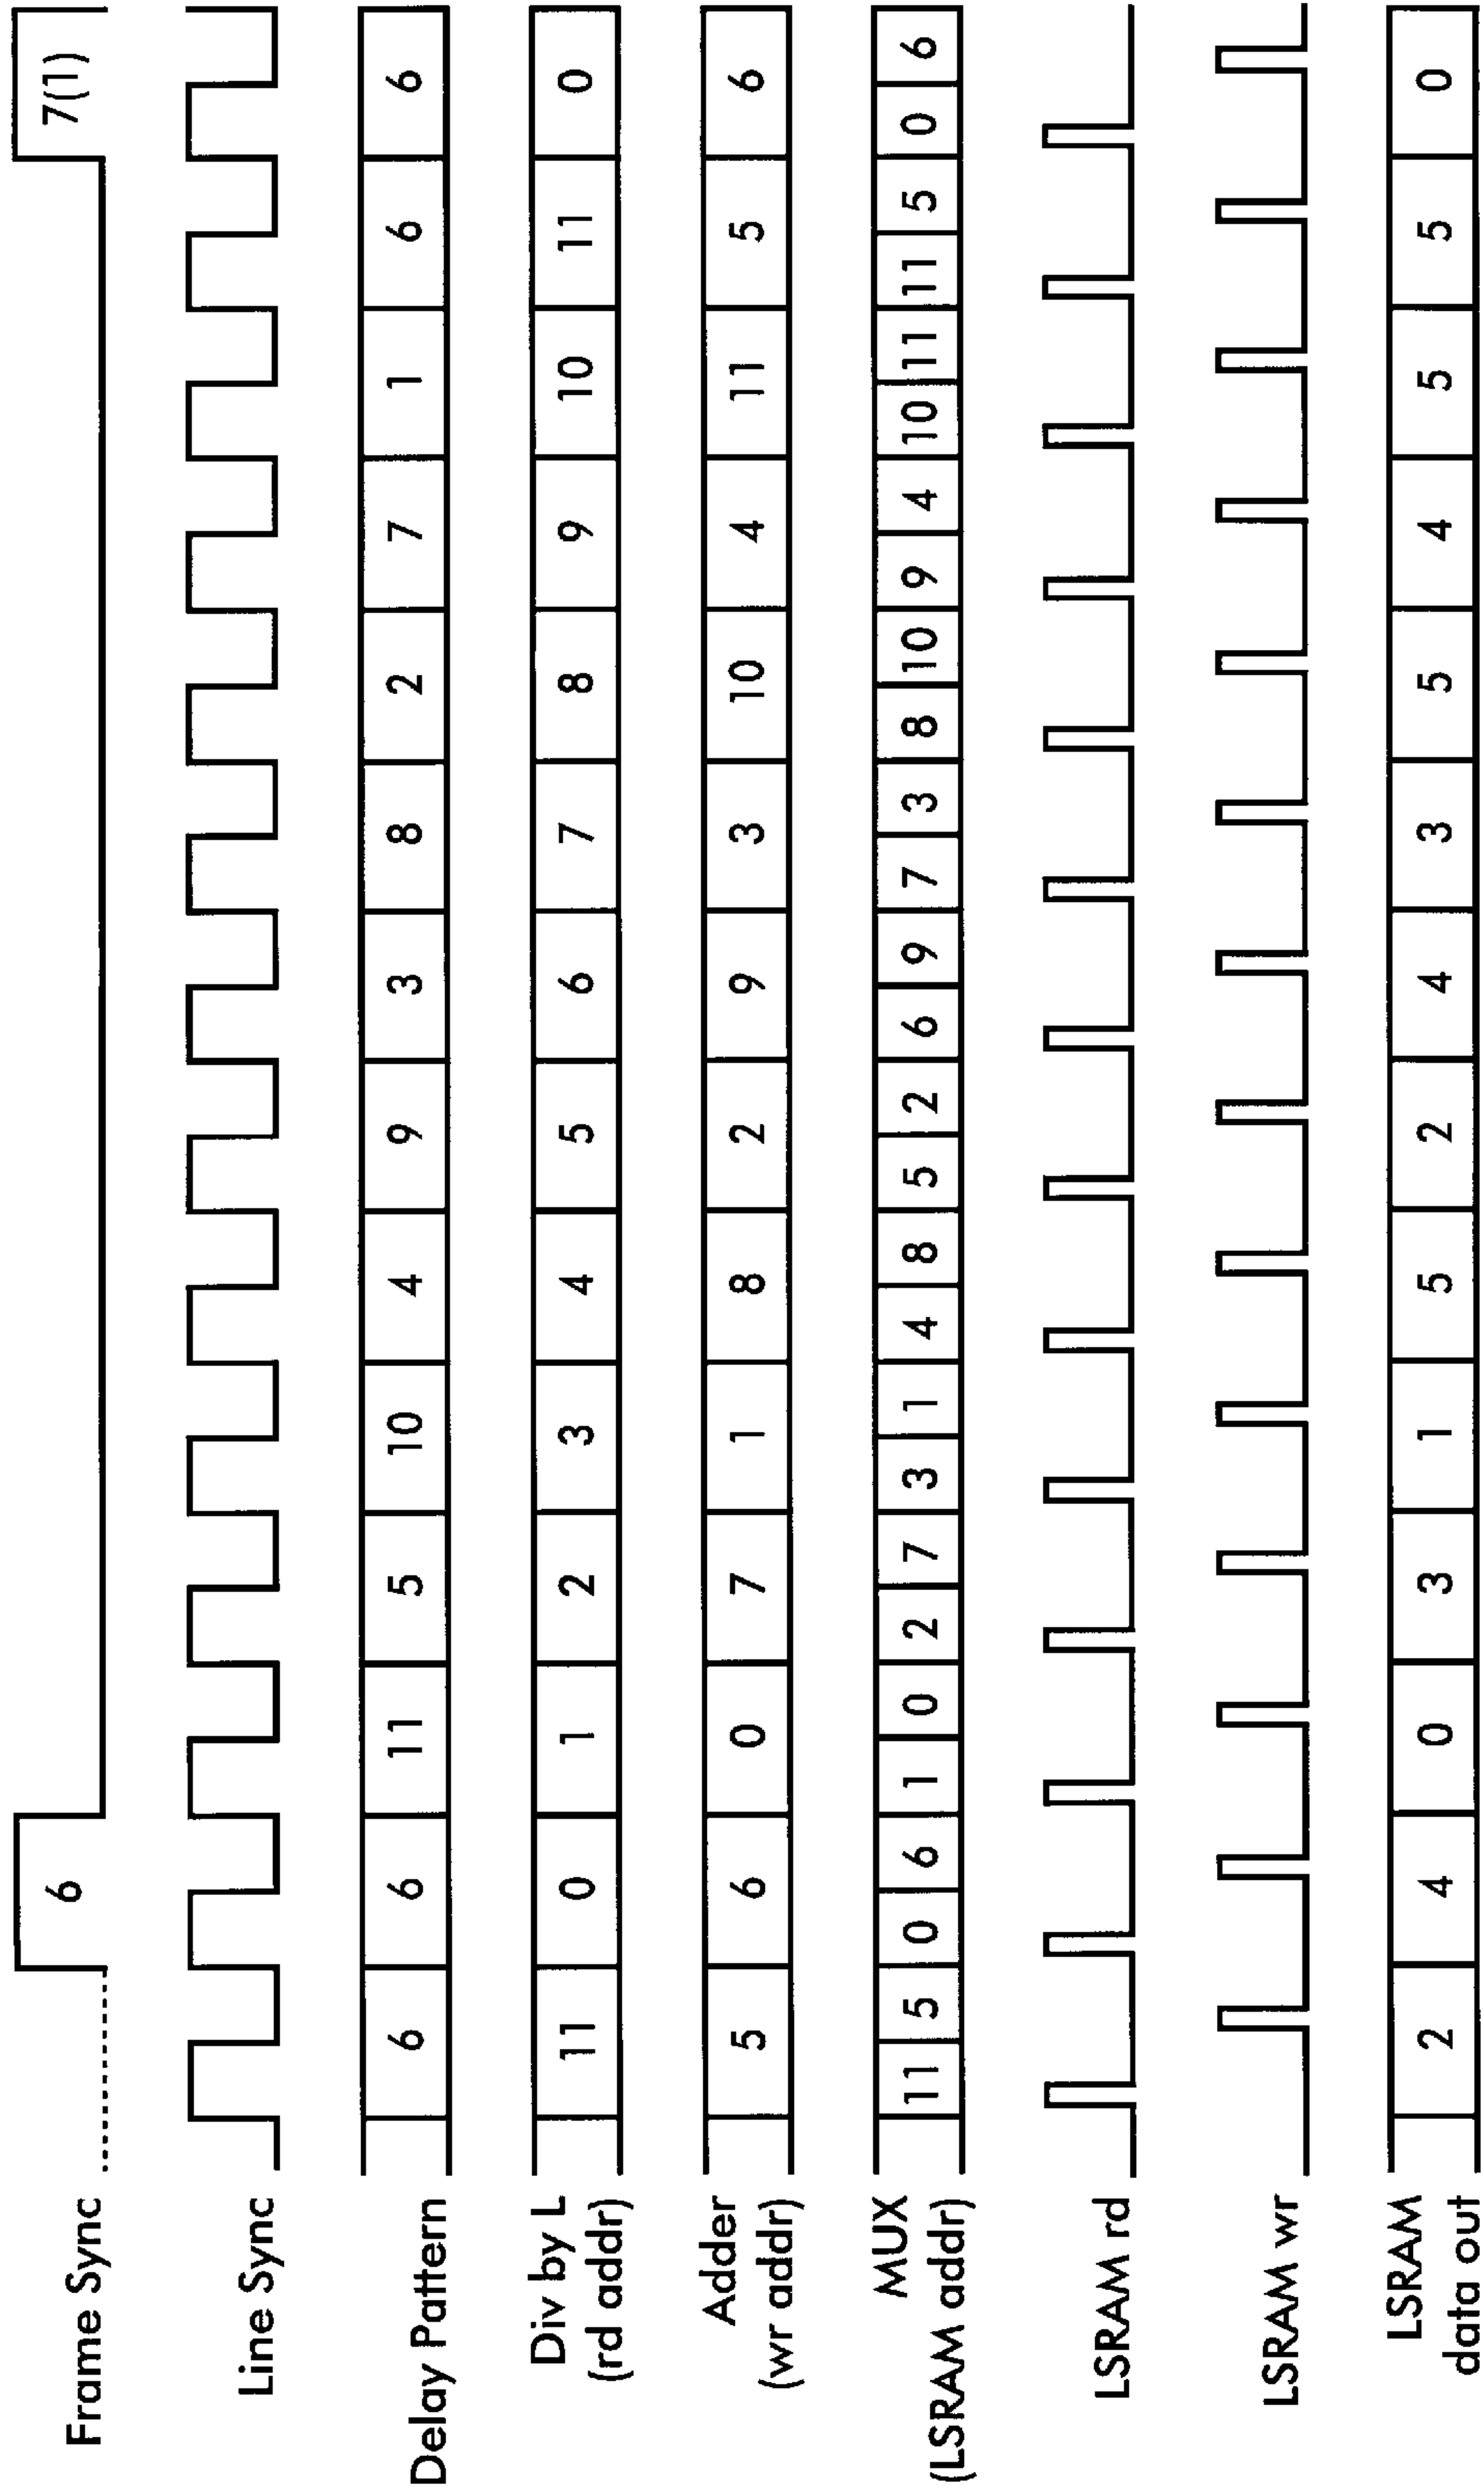 Frame Sync 6 7(1)
Line Sync
Delay Pattern 6 6 11 5 10 4 9 3 8 2 7 1 6 6
Div by L
(rd addr) 11 0 1 2 3 4 5 6 7 8 9 10 11 0
Adder
(wr addr) 5 6 0 7 1 8 2 9 3 10 4 11 5 6
MUX
(LSRAM addr) 11 5 0 6 1 0 2 7 3 1 4 8 5 2 6 9 7 3 8 10 9 4 10 11 11 5 0 6
LSRAM rd
LSRAM wr
LSRAM
data out 2 4 0 3 1 5 2 4 3 5 4 5 5 0